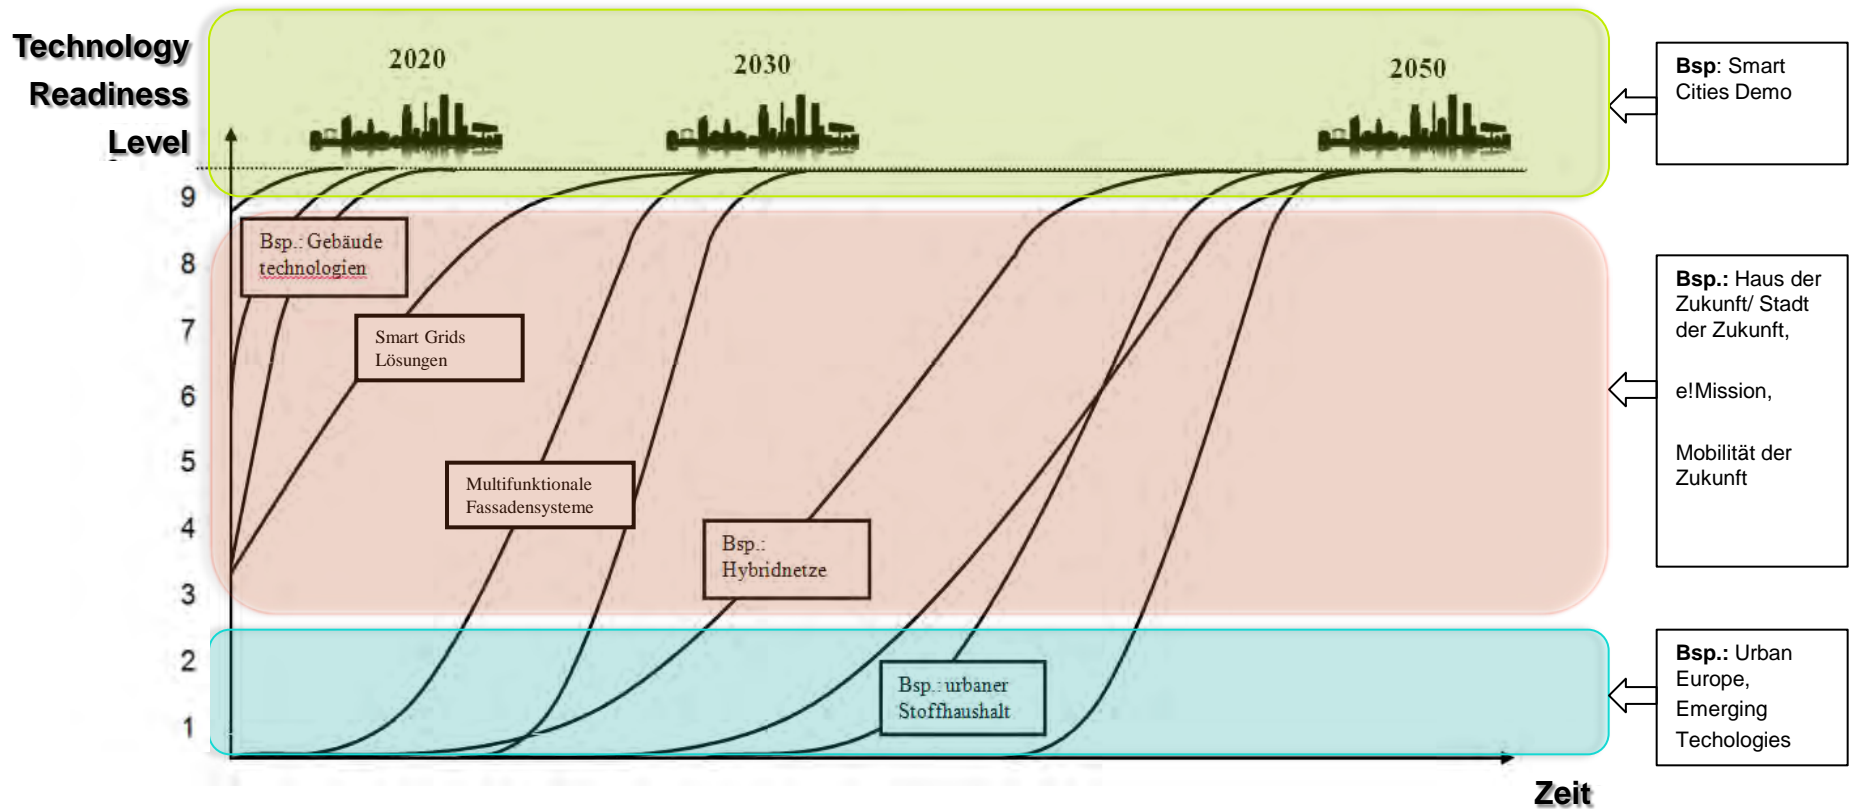 Technology
Readiness
Level
2020
2030
2050
9
8
7
6
5
4
3
2
1
Bsp.: Gebäude
technologien
Smart Grids
Lösungen
Multifunktionale
Fassadensysteme
Bsp.:
Hybridnetze
Bsp.: urbaner
Stoffhaushalt
Zeit
Bsp: Smart
Cities Demo
Bsp.: Haus der
Zukunft/ Stadt
der Zukunft,
e!Mission,
Mobilität der
Zukunft
Bsp.: Urban
Europe,
Emerging
Techologies